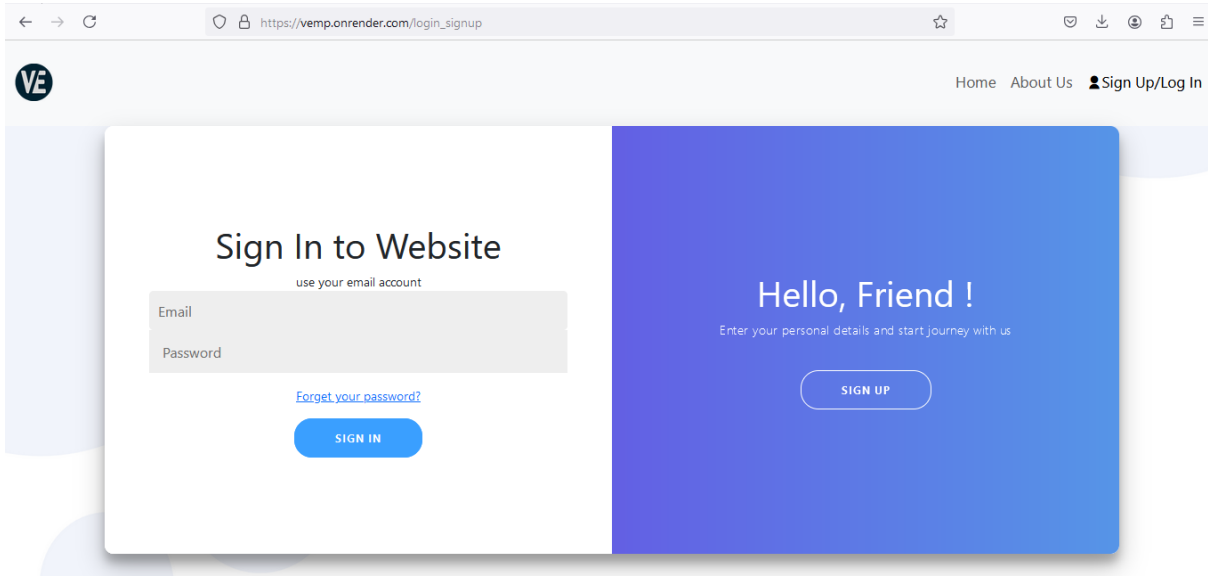 https://vemp.onrender.com/login_signup
VE
Home About Us Sign Up/Log In
Sign In to Website
use your email account
Email
Password
Forget your password?
SIGN IN
Hello, Friend !
Enter your personal details and start journey with us
SIGN UP